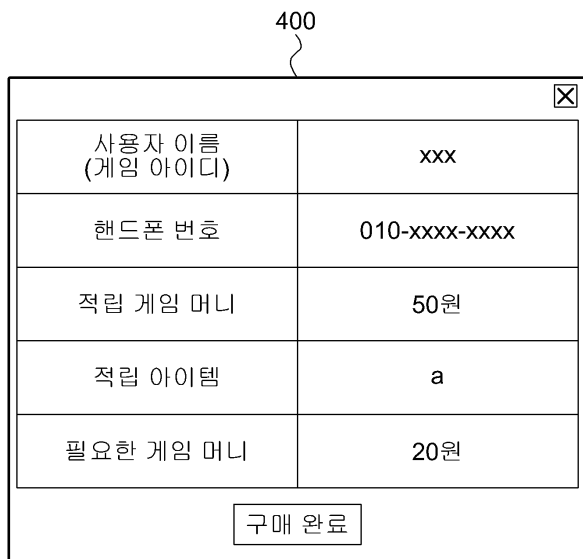 400
사용자 이름
(게임 아이디)
xxx
핸드폰 번호
010-xxxx-xxxx
적립 게임 머니
50원
적립 아이템
a
필요한 게임 머니
20원
구매 완료